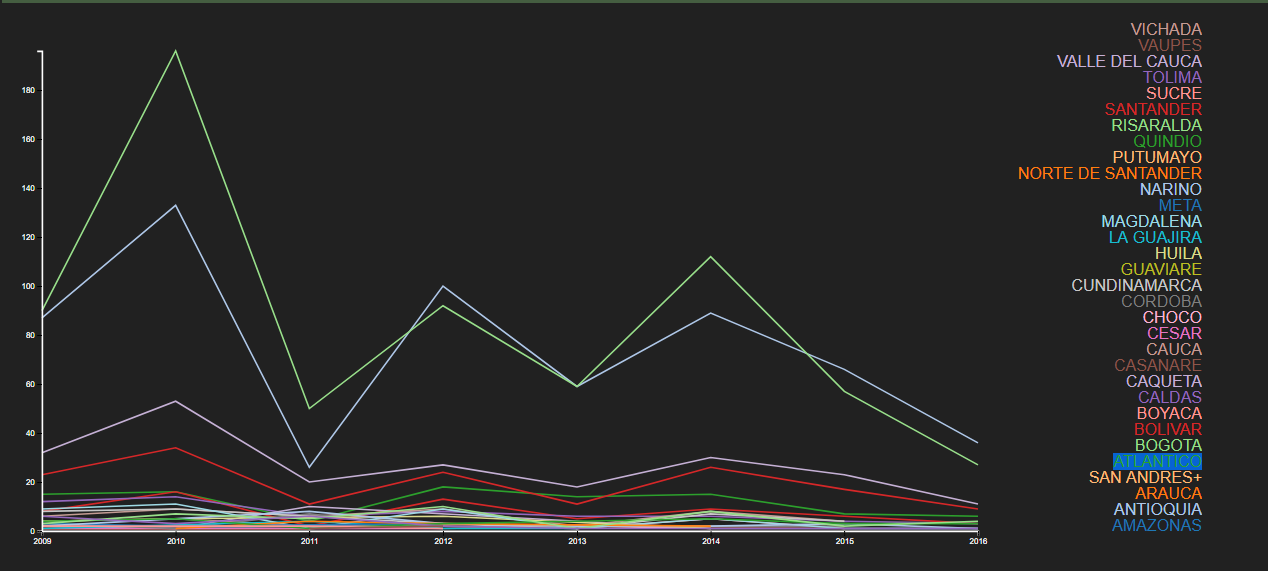 VICHADA
VAUPES
VALLE DEL CAUCA
TOLIMA
SUCRE
SANTANDER
RISARALDA
QUINDIO
PUTUMAYO
NORTE DE SANTANDER
NARINO
META
MAGDALENA
LA GUAJIRA
HUILA
GUAVIARE
CUNDINAMARCA
CORDOBA
CHOCO
CESAR
CAUCA
CASANARE
CAQUETA
CALDAS
BOYACA
BOLIVAR
BOGOTA
ATLANTICO
SAN ANDRES+
ARAUCA
ANTIOQUIA
AMAZONAS
180
160
140
120
100
80
60
40
20
0
2009 2010 2011 2012 2013 2014 2015 2016